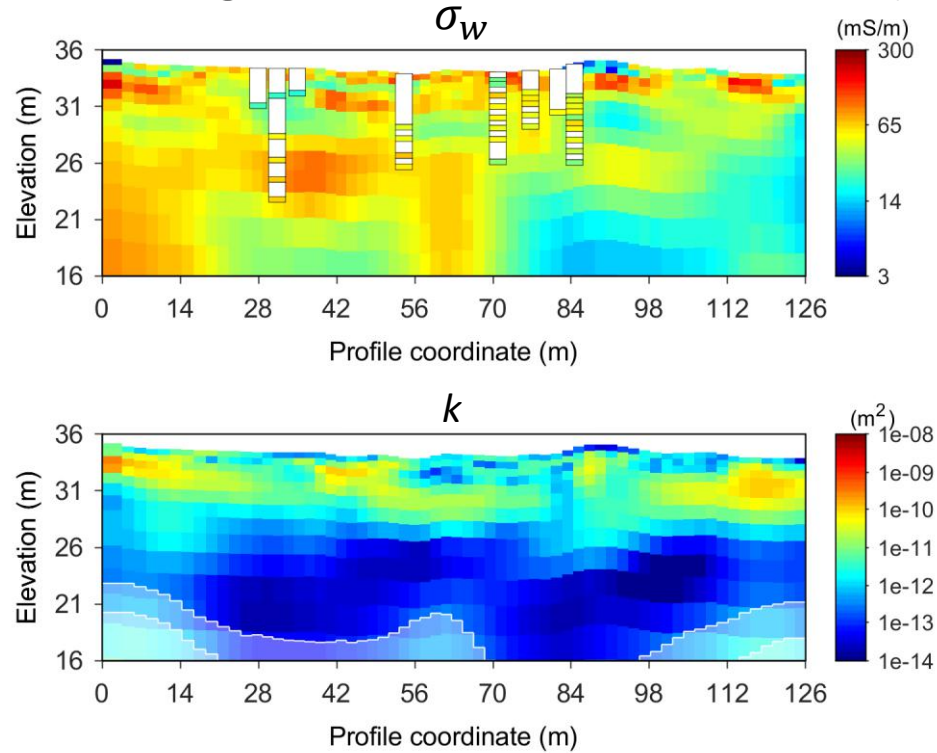 σw
(mS/m)
36
31
26
21
16
Elevation (m)
300
65
14
3
0 14 28 42 56 70 84 98 112 126
Profile coordinate (m)
k
(m²)
36
31
26
21
16
Elevation (m)
1e-08
1e-09
1e-10
1e-11
1e-12
1e-13
1e-14
0 14 28 42 56 70 84 98 112 126
Profile coordinate (m)